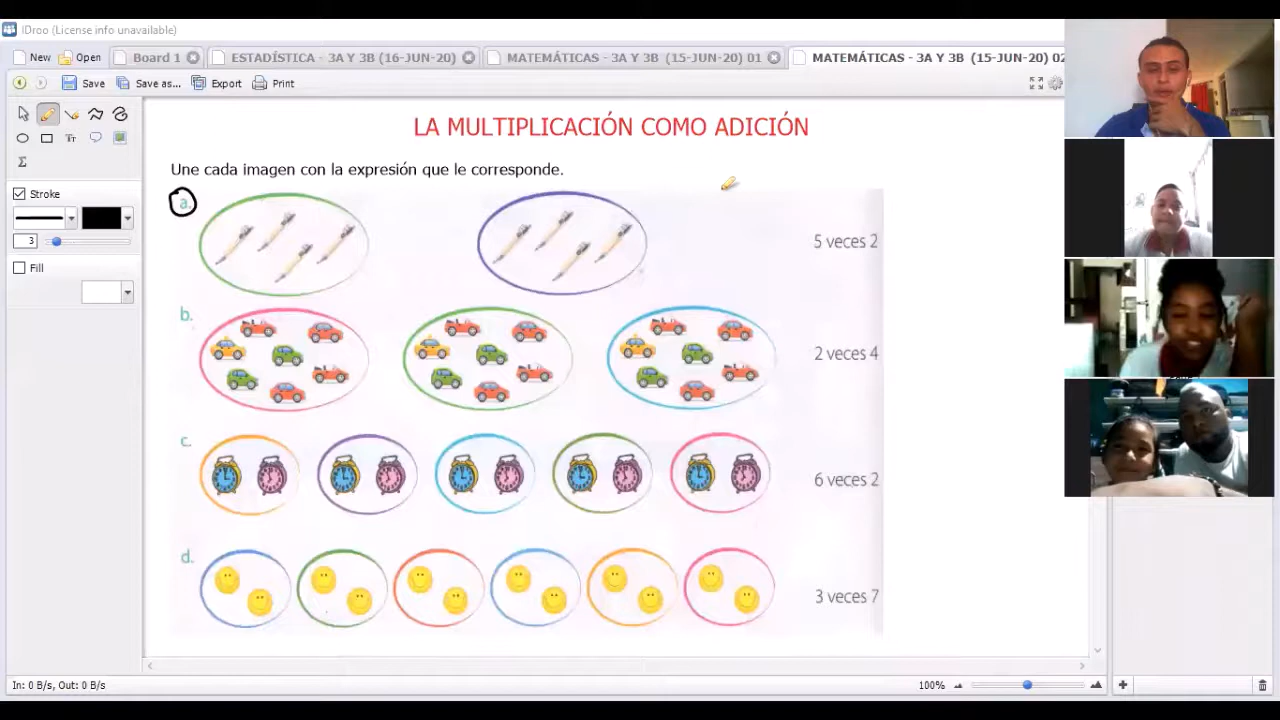 iDroo (License info unavailable)
New Open Board 1 ESTADÍSTICA - 3A Y 3B (16-JUN-20) MATEMÁTICAS - 3A Y 3B (15-JUN-20) 01 MATEMÁTICAS - 3A Y 3B (15-JUN-20) 02
Save Save as... Export Print
Stroke
3
Fill
LA MULTIPLICACIÓN COMO ADICIÓN
Une cada imagen con la expresión que le corresponde.
a.
5 veces 2
b.
2 veces 4
c.
6 veces 2
d.
3 veces 7
In: 0 B/s, Out: 0 B/s
100%